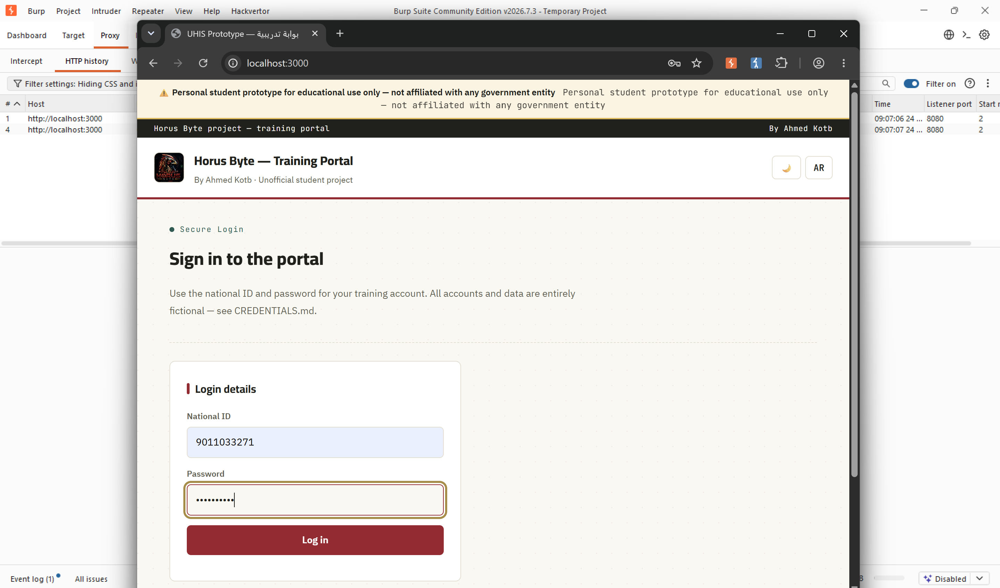 Burp Project Intruder Repeater View Help Hackvertor Burp Suite Community Edition v2026.7.3 - Temporary Project
Dashboard Target Proxy
UHIS Prototype — بوابة تدريبية
Intercept HTTP history
localhost:3000
Filter settings: Hiding CSS and
Filter on
# Host Time Listener port Start
1 http://localhost:3000 09:07:06 24 ... 8080 2
4 http://localhost:3000 09:07:07 24 ... 8080 2
Personal student prototype for educational use only — not affiliated with any government entity Personal student prototype for educational use only
— not affiliated with any government entity
Horus Byte project — training portal By Ahmed Kotb
HORUS
BYTE
Horus Byte — Training Portal
By Ahmed Kotb · Unofficial student project
AR
Secure Login
Sign in to the portal
Use the national ID and password for your training account. All accounts and data are entirely
fictional — see CREDENTIALS.md.
Login details
National ID
9011033271
Password
••••••••••
Log in
Event log (1) All issues Disabled